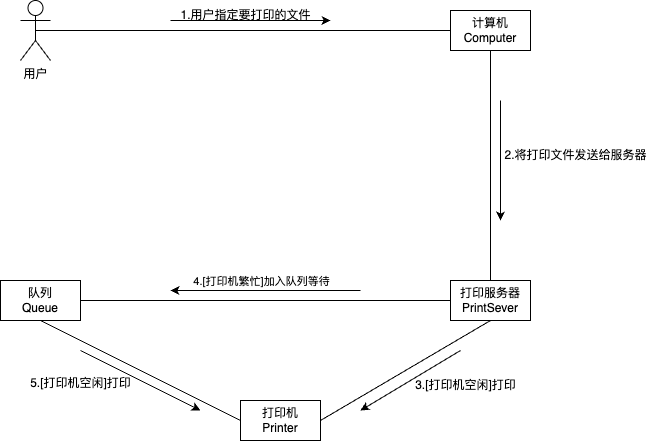 1.用户指定要打印的文件
用户
计算机
Computer
2.将打印文件发送给服务器
4.[打印机繁忙]加入队列等待
队列
Queue
打印服务器
PrintSever
5.[打印机空闲]打印
3.[打印机空闲]打印
打印机
Printer